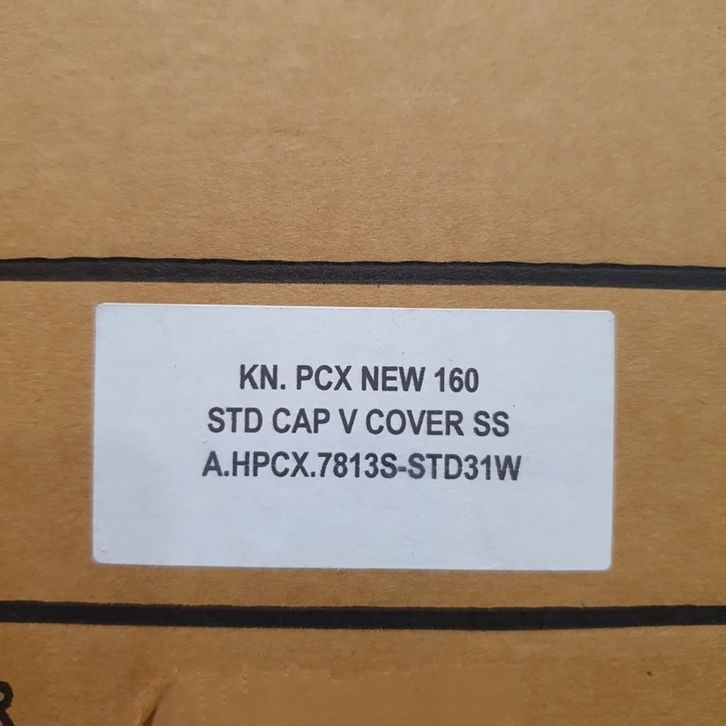 KN. PCX NEW 160
STD CAP V COVER SS
A.HPCX.7813S-STD31W
R